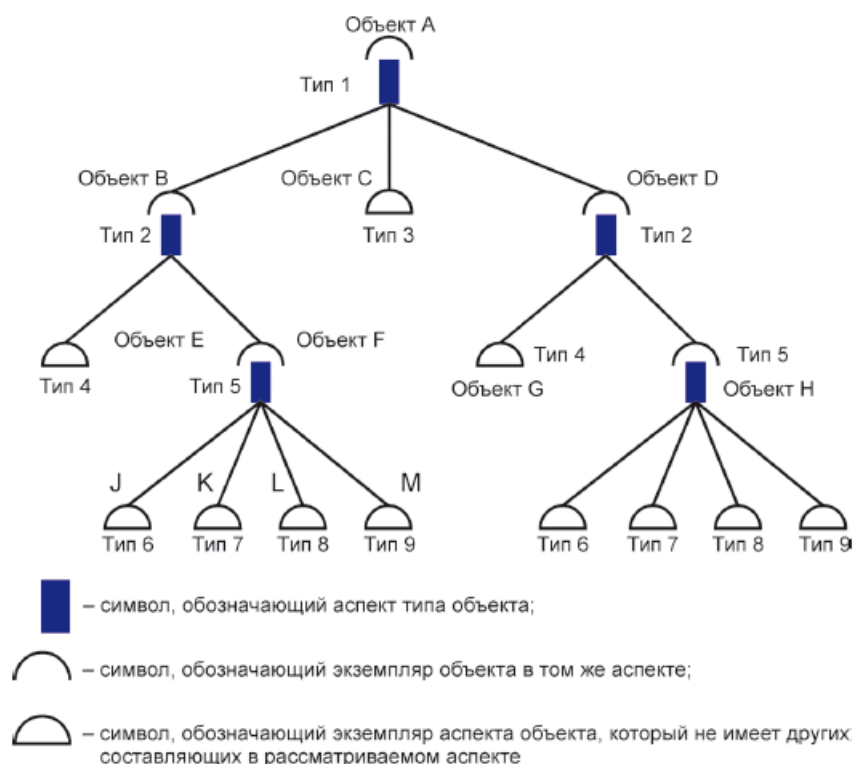 Объект A
Тип 1
Объект B
Объект C
Объект D
Тип 2
Тип 3
Тип 2
Объект E
Объект F
Тип 4
Тип 5
Тип 4
Тип 5
Объект G
Объект H
J K L M
Тип 6 Тип 7 Тип 8 Тип 9
Тип 6 Тип 7 Тип 8 Тип 9
– символ, обозначающий аспект типа объекта;
– символ, обозначающий экземпляр объекта в том же аспекте;
– символ, обозначающий экземпляр аспекта объекта, который не имеет других
составляющих в рассматриваемом аспекте